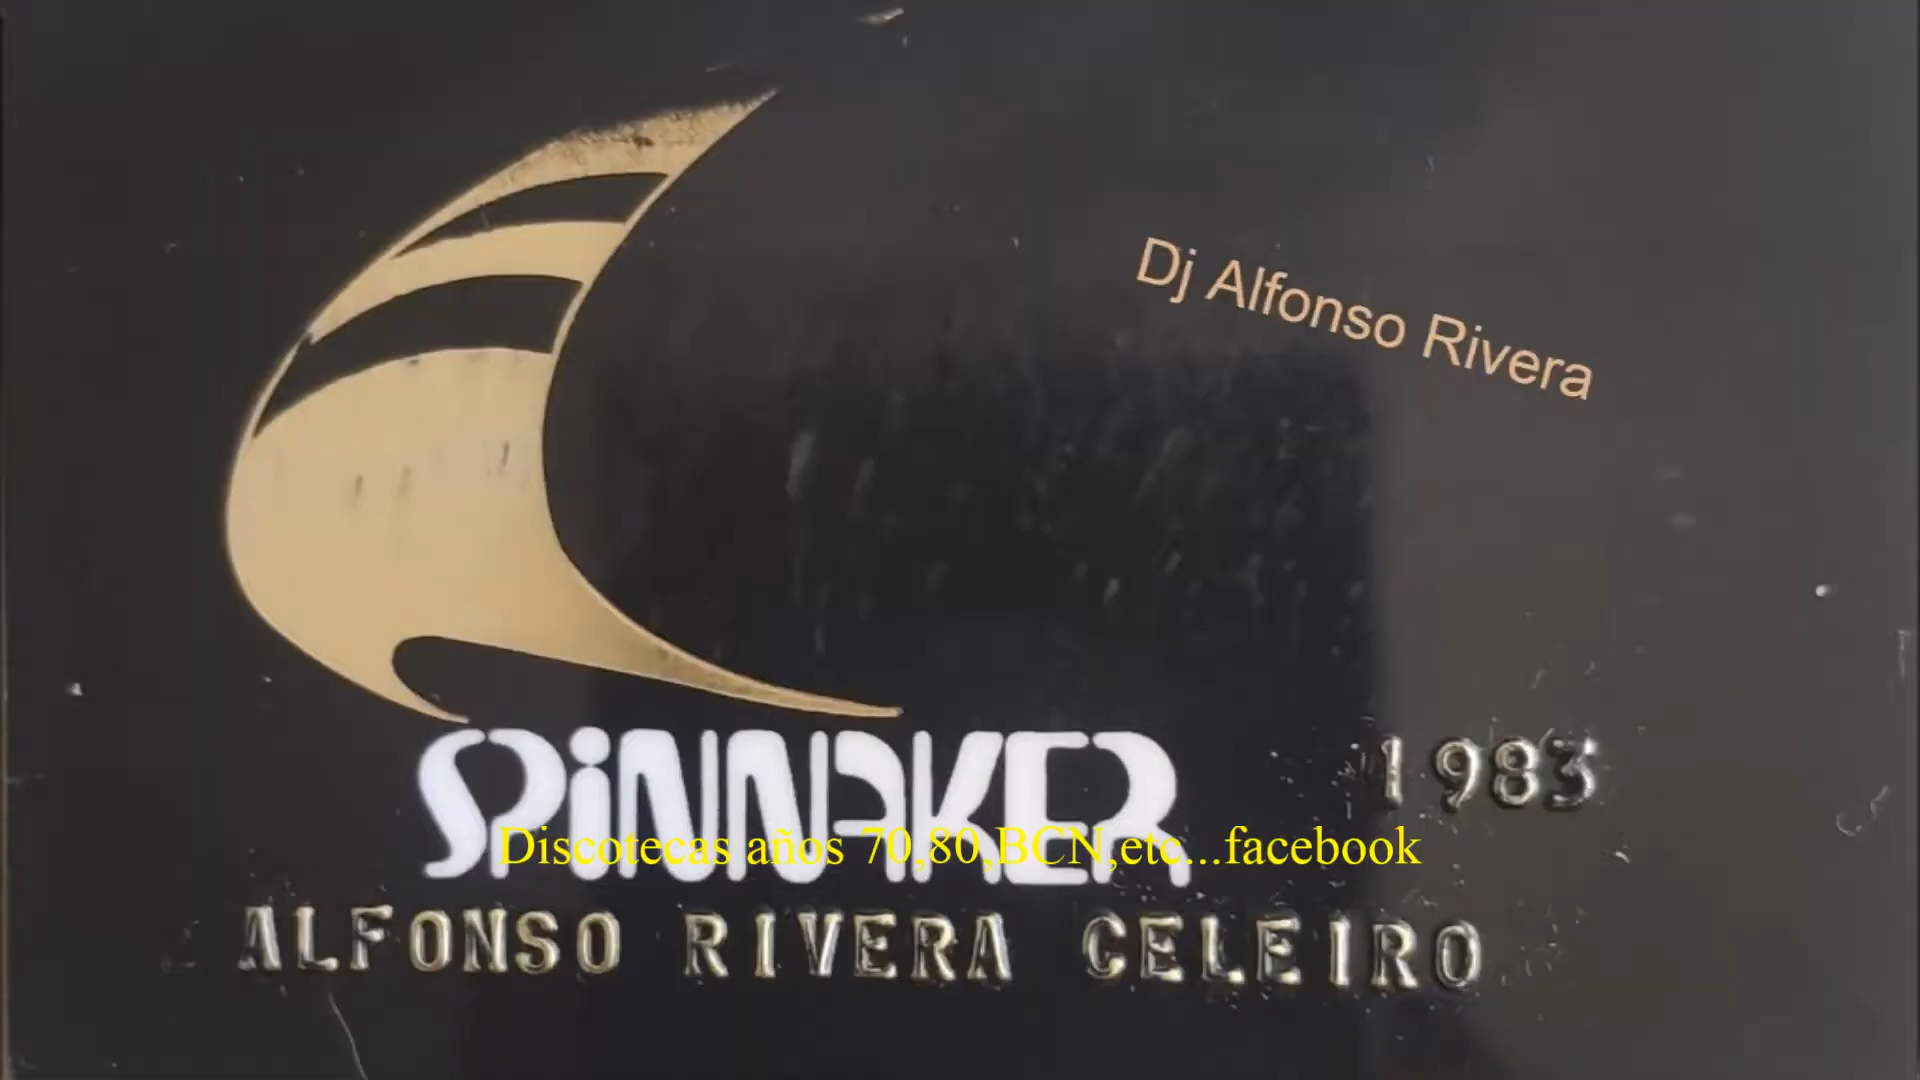 Dj Alfonso Rivera
SPiNNAKER
1983
Discotecas años 70,80,BCN,etc...facebook
ALFONSO RIVERA CELEIRO